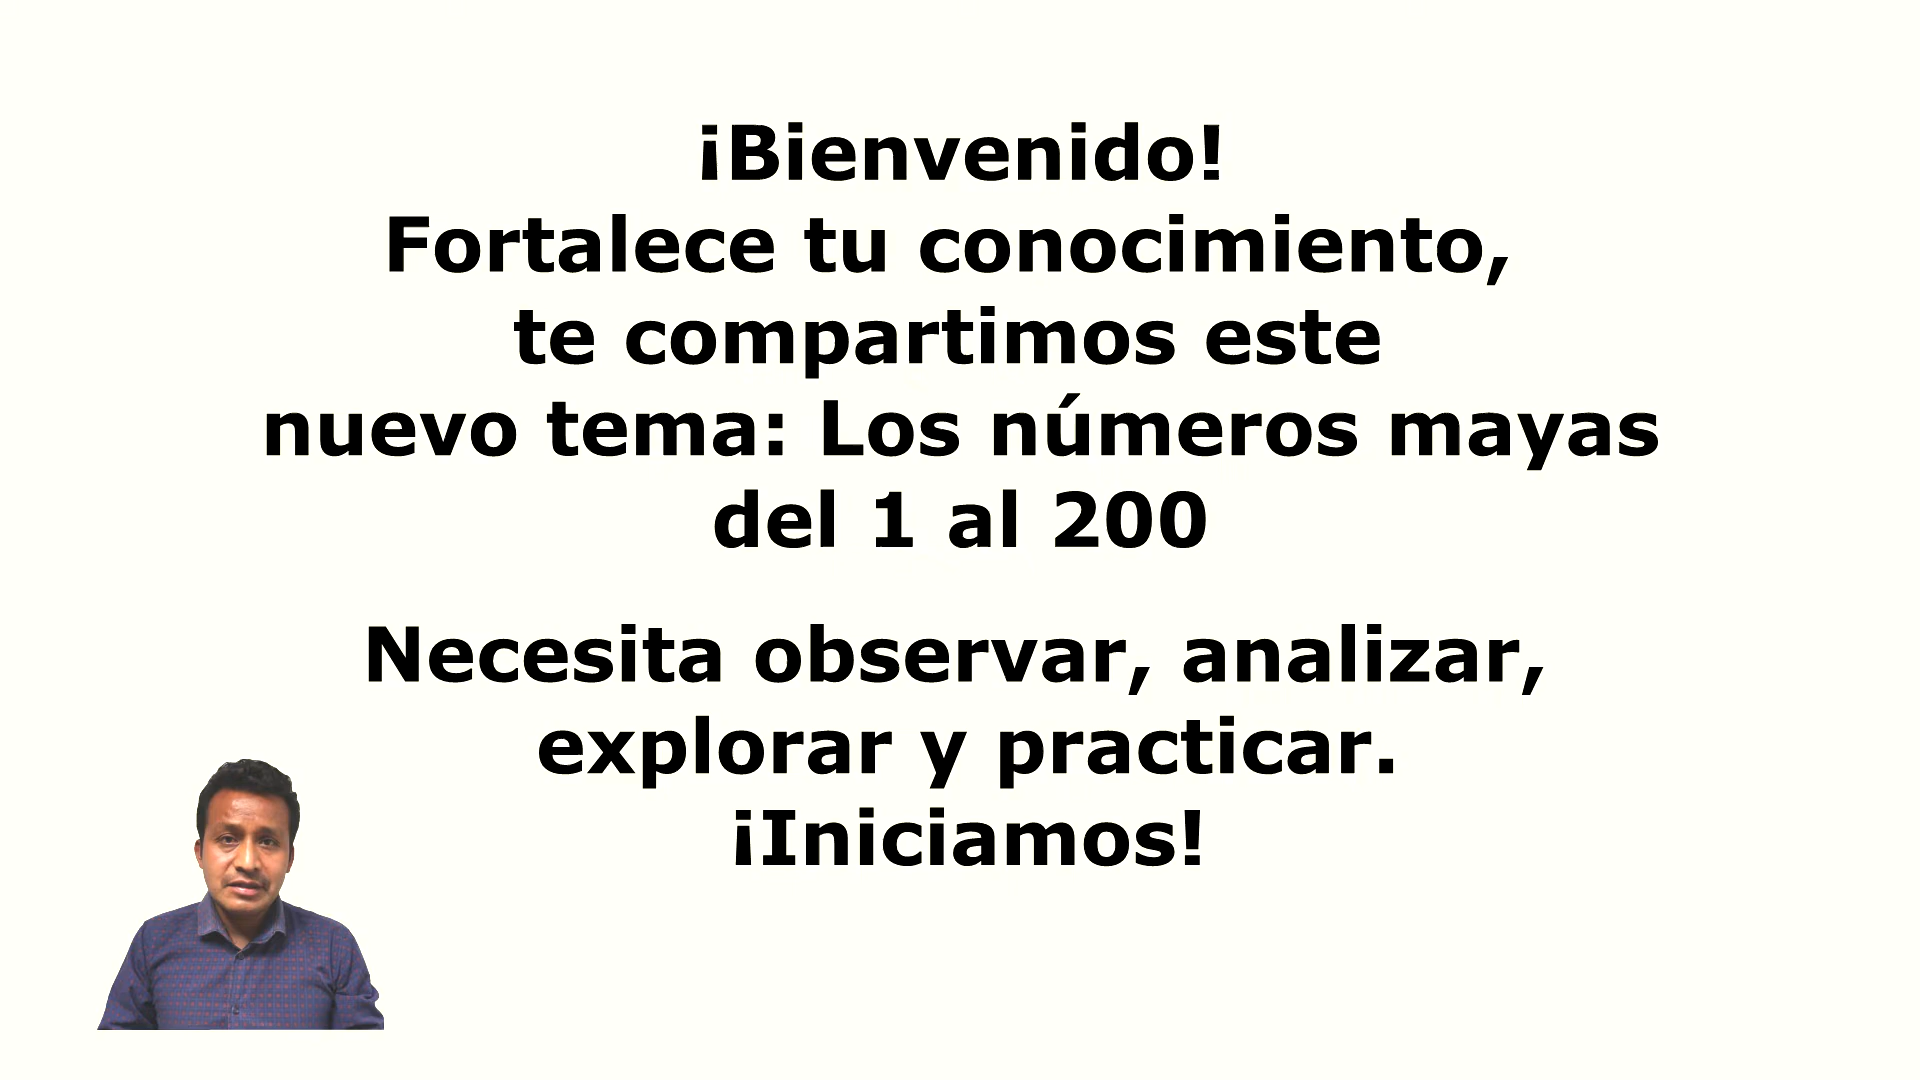 ¡Bienvenido!
Fortalece tu conocimiento,
te compartimos este
nuevo tema: Los números mayas
del 1 al 200
Necesita observar, analizar,
explorar y practicar.
¡Iniciamos!